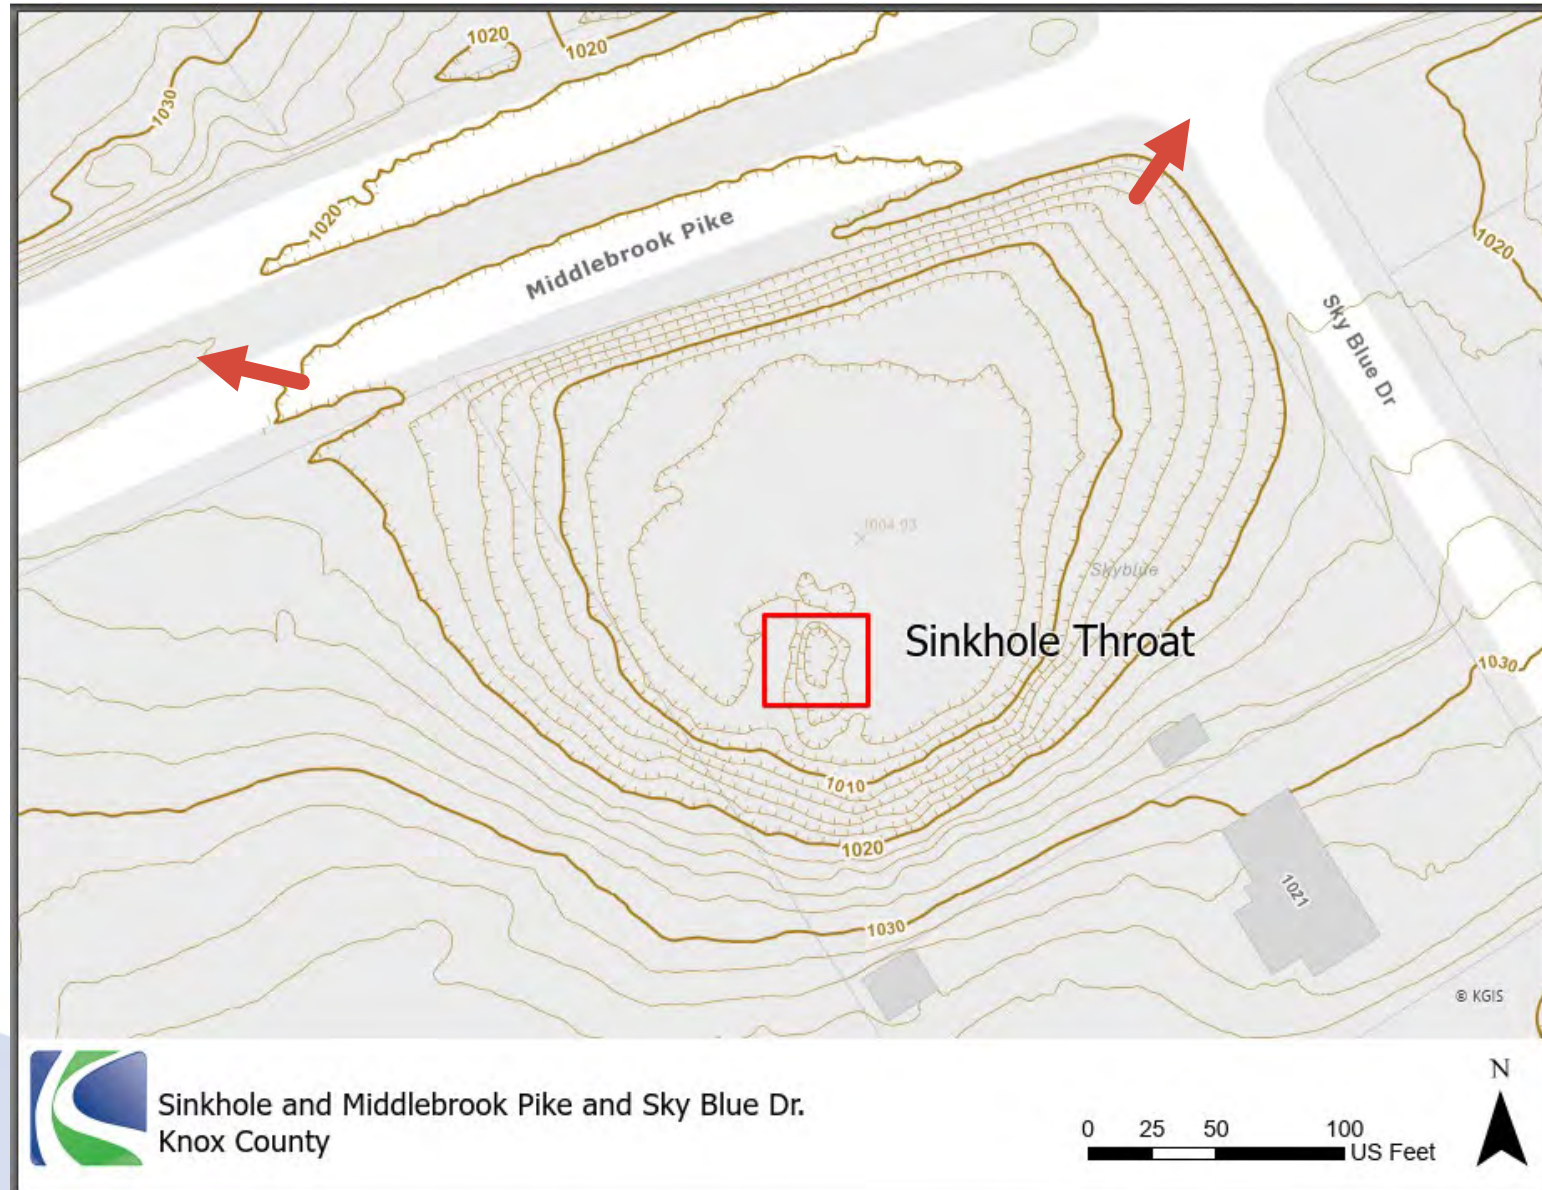 1020
1020
1030
1020
Middlebrook Pike
1020
Sky Blue Dr
1004.93
Skyblue
Sinkhole Throat
1030
1010
1020
1021
1030
© KGIS
N
Sinkhole and Middlebrook Pike and Sky Blue Dr.
Knox County
0 25 50 100
US Feet